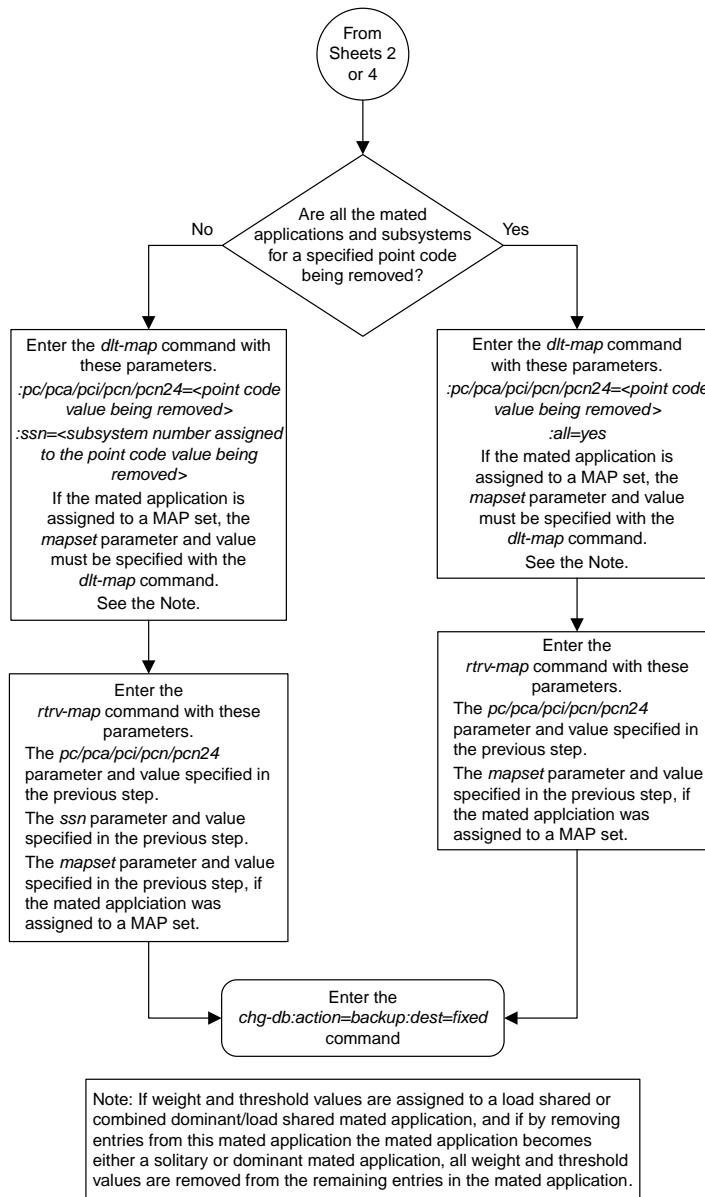 From
Sheets 2
or 4
Are all the mated
applications and subsystems
for a specified point code
being removed?
No
Yes
Enter the dlt-map command with
these parameters.
:pc/pca/pci/pcn/pcn24=<point code
value being removed>
:ssn=<subsystem number assigned
to the point code value being
removed>
If the mated application is
assigned to a MAP set, the
mapset parameter and value
must be specified with the
dlt-map command.
See the Note.
Enter the dlt-map command
with these parameters.
:pc/pca/pci/pcn/pcn24=<point code
value being removed>
:all=yes
If the mated application is
assigned to a MAP set, the
mapset parameter and value
must be specified with the
dlt-map command.
See the Note.
Enter the
rtrv-map command with these
parameters.
The pc/pca/pci/pcn/pcn24
parameter and value specified in
the previous step.
The ssn parameter and value
specified in the previous step.
The mapset parameter and value
specified in the previous step, if
the mated applciation was
assigned to a MAP set.
Enter the
rtrv-map command with these
parameters.
The pc/pca/pci/pcn/pcn24
parameter and value specified in
the previous step.
The mapset parameter and value
specified in the previous step, if
the mated applciation was
assigned to a MAP set.
Enter the
chg-db:action=backup:dest=fixed
command
Note: If weight and threshold values are assigned to a load shared or
combined dominant/load shared mated application, and if by removing
entries from this mated application the mated application becomes
either a solitary or dominant mated application, all weight and threshold
values are removed from the remaining entries in the mated application.